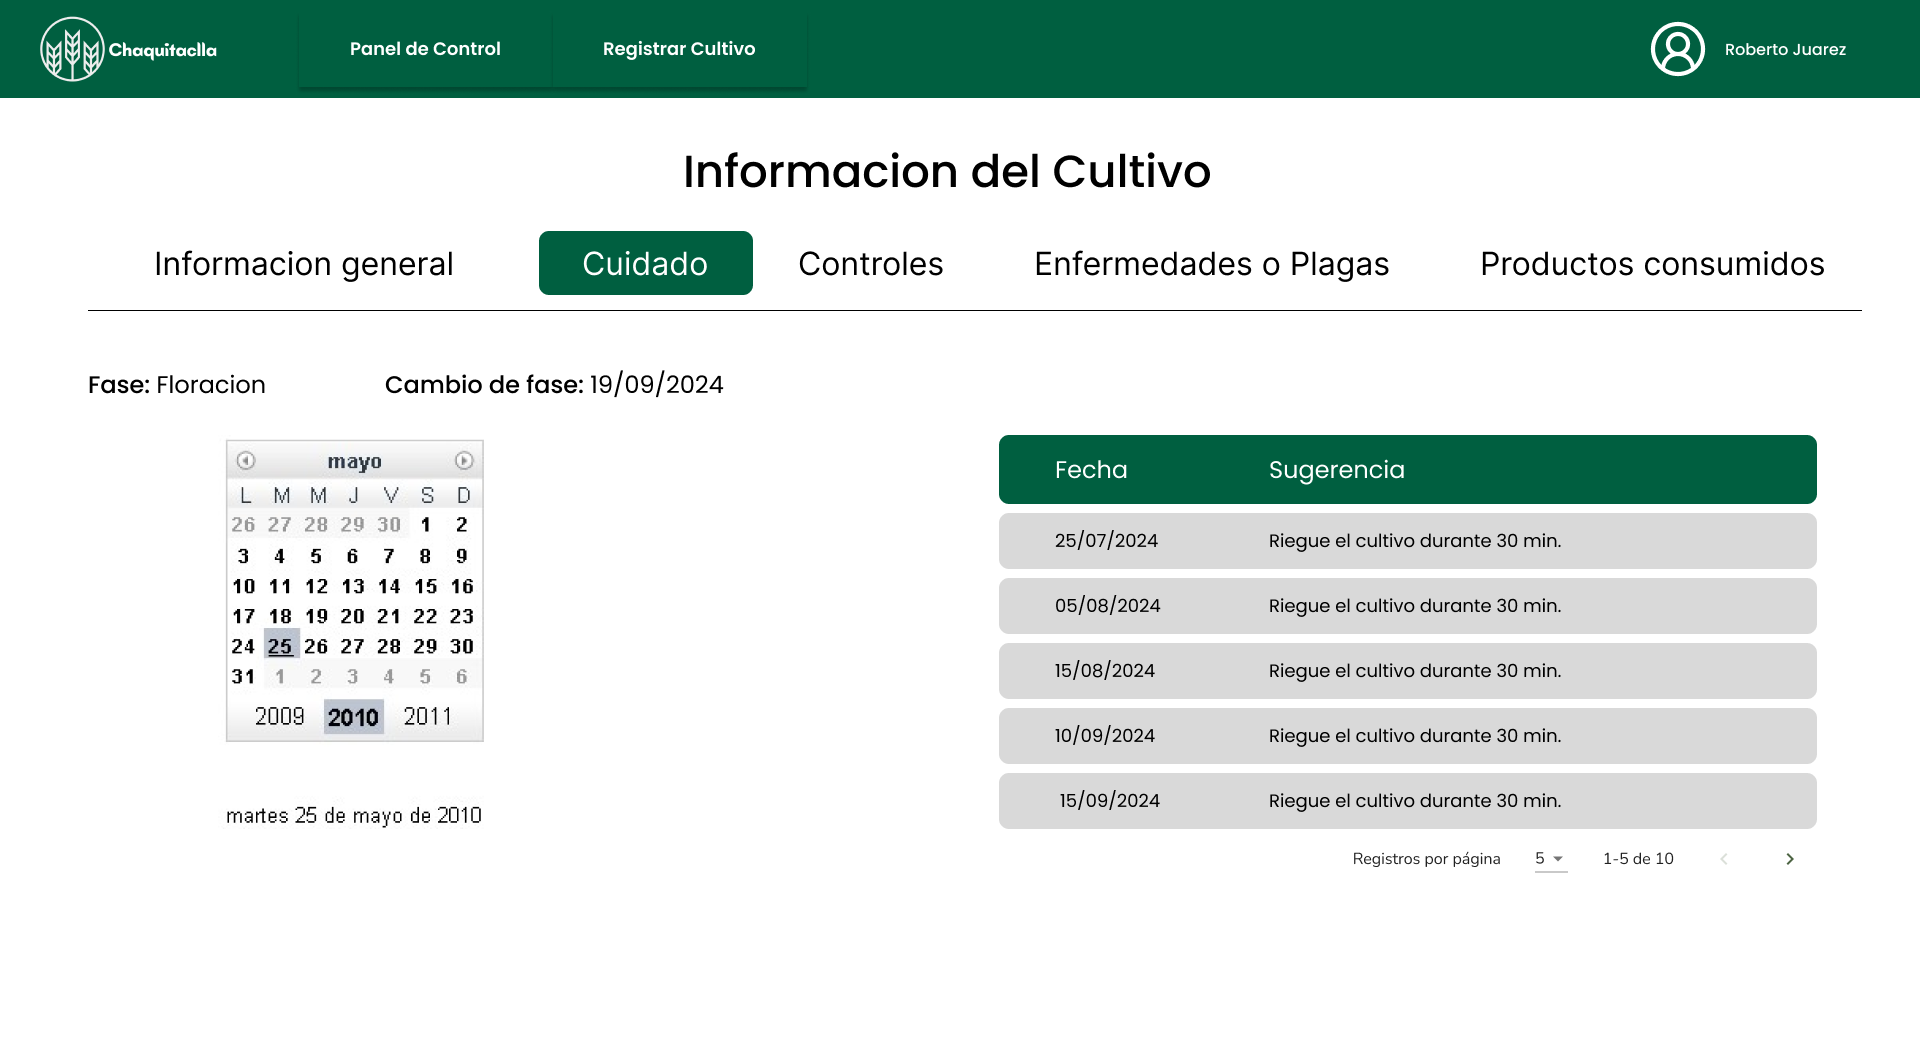 Chaquitaclla
Panel de Control
Registrar Cultivo
Roberto Juarez
Informacion del Cultivo
Informacion general
Cuidado
Controles
Enfermedades o Plagas
Productos consumidos
Fase: Floracion
Cambio de fase: 19/09/2024
mayo
L M M J V S D
26 27 28 29 30 1 2
3 4 5 6 7 8 9
10 11 12 13 14 15 16
17 18 19 20 21 22 23
24 25 26 27 28 29 30
31 1 2 3 4 5 6
2009 2010 2011
martes 25 de mayo de 2010
Fecha Sugerencia
25/07/2024 Riegue el cultivo durante 30 min.
05/08/2024 Riegue el cultivo durante 30 min.
15/08/2024 Riegue el cultivo durante 30 min.
10/09/2024 Riegue el cultivo durante 30 min.
15/09/2024 Riegue el cultivo durante 30 min.
Registros por página 5 1-5 de 10